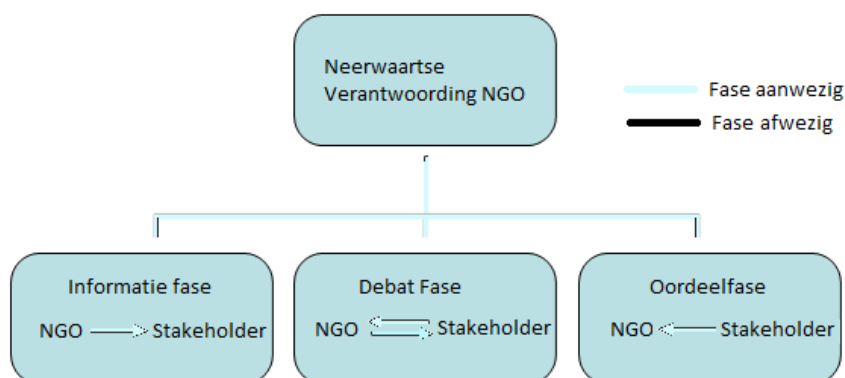 Neerwaartse
Verantwoording NGO
Fase aanwezig
Fase afwezig
Informatie fase
NGO Stakeholder
Debat Fase
NGO Stakeholder
Oordeelfase
NGO Stakeholder